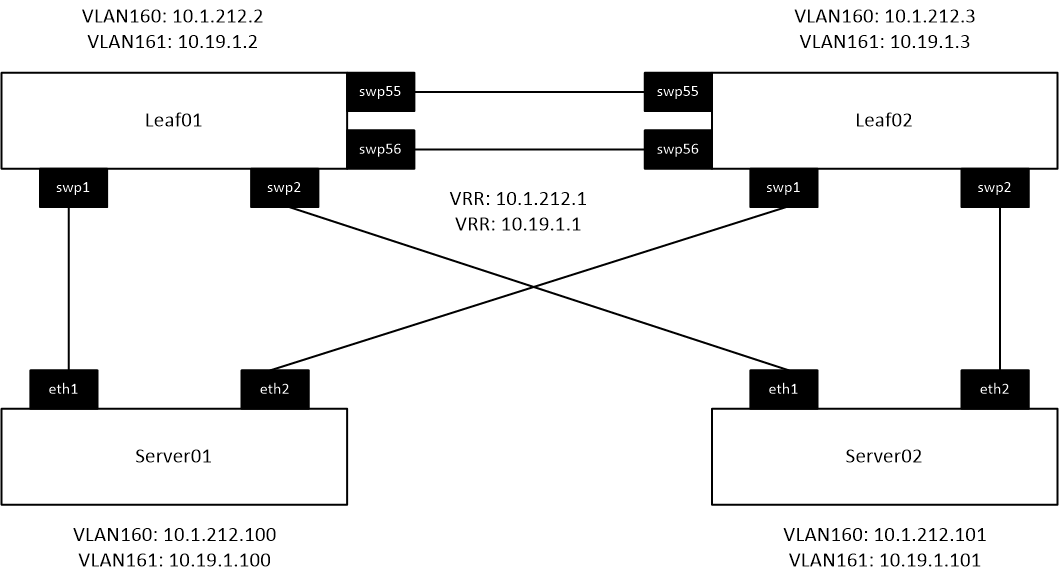 VLAN160: 10.1.212.2
VLAN161: 10.19.1.2
VLAN160: 10.1.212.3
VLAN161: 10.19.1.3
Leaf01
swp55
swp56
swp1
swp2
swp55
swp56
Leaf02
swp1
swp2
VRR: 10.1.212.1
VRR: 10.19.1.1
eth1
eth2
Server01
eth1
eth2
Server02
VLAN160: 10.1.212.100
VLAN161: 10.19.1.100
VLAN160: 10.1.212.101
VLAN161: 10.19.1.101